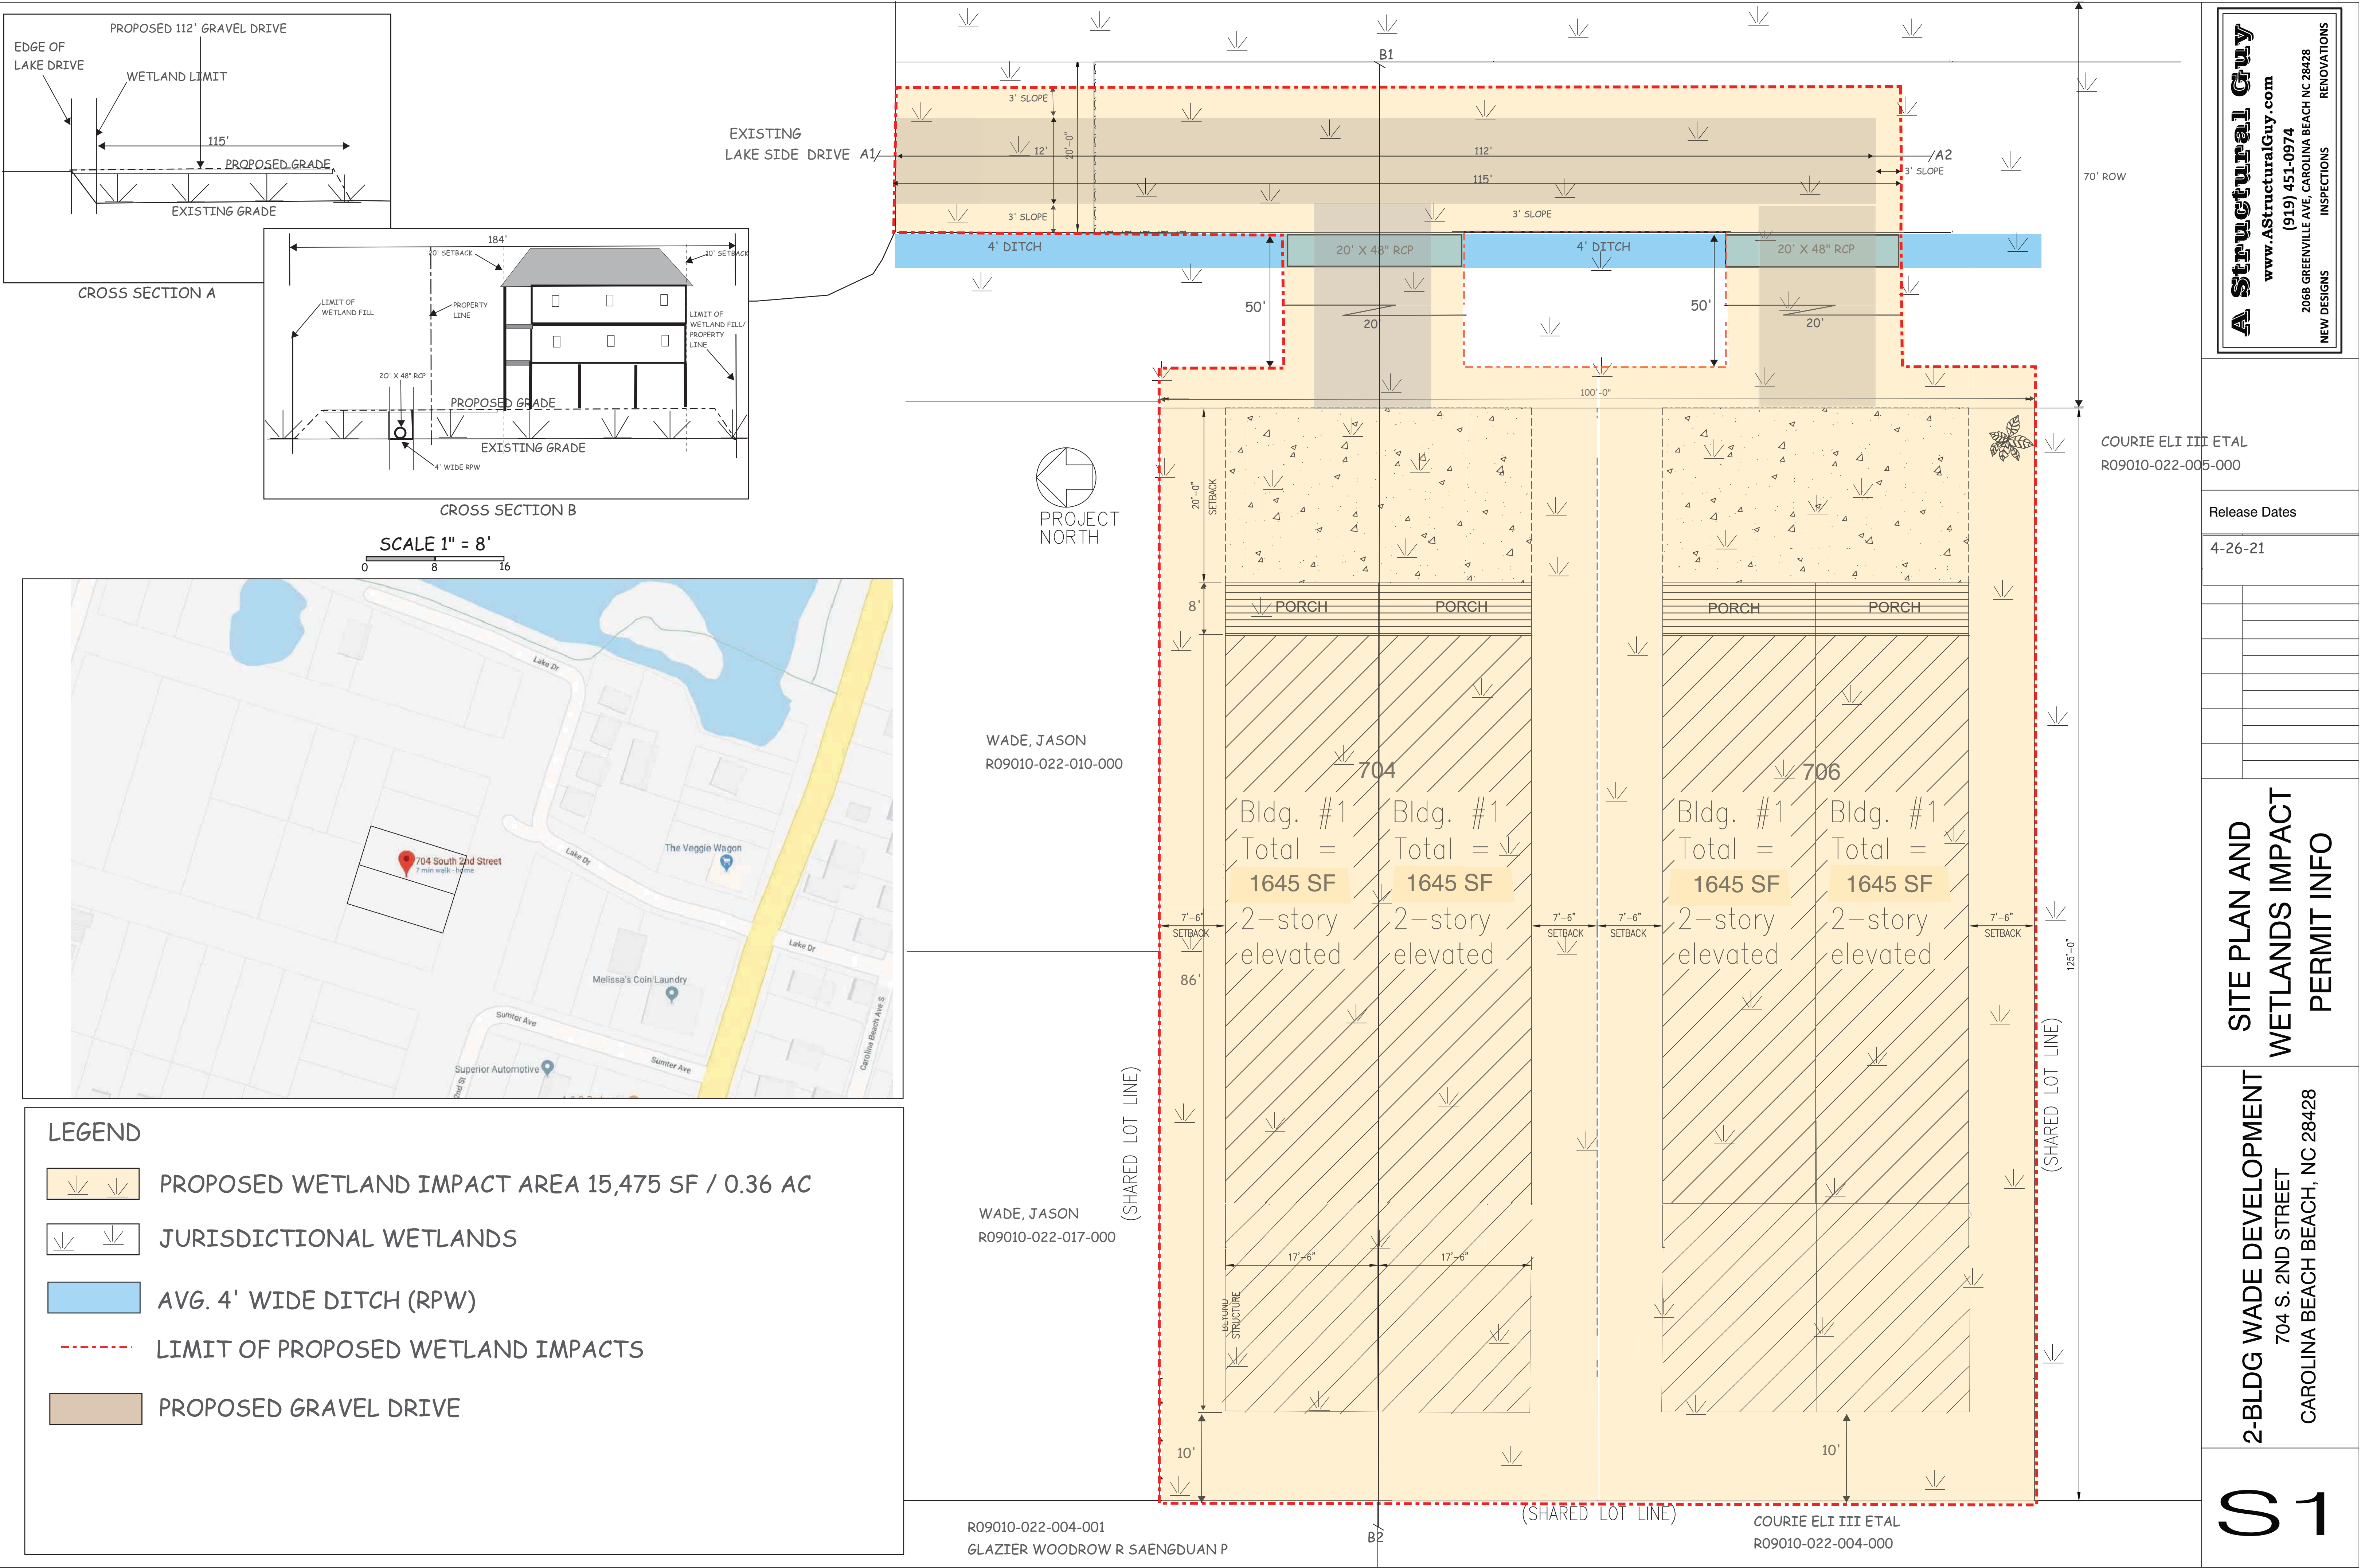 PROPOSED 112' GRAVEL DRIVE
EDGE OF
LAKE DRIVE
WETLAND LIMIT
115'
PROPOSED GRADE
EXISTING GRADE
CROSS SECTION A
184'
20' SETBACK
10' SETBACK
LIMIT OF
WETLAND FILL
PROPERTY
LINE
LIMIT OF
WETLAND FILL/
PROPERTY
LINE
20' X 48" RCP
PROPOSED GRADE
EXISTING GRADE
4' WIDE RPW
CROSS SECTION B
SCALE 1" = 8'
0 8 16
Lake Dr
704 South 2nd Street
7 min walk - home
The Veggie Wagon
Lake Dr
Lake Dr
Melissa's Coin Laundry
Sumter Ave
Sumter Ave
Superior Automotive
2nd St
Carolina Beach Ave S
LEGEND
PROPOSED WETLAND IMPACT AREA 15,475 SF / 0.36 AC
JURISDICTIONAL WETLANDS
AVG. 4' WIDE DITCH (RPW)
LIMIT OF PROPOSED WETLAND IMPACTS
PROPOSED GRAVEL DRIVE
B1
3' SLOPE
EXISTING
LAKE SIDE DRIVE A1
12'
20'-0"
112'
A2
3' SLOPE
115'
3' SLOPE
3' SLOPE
70' ROW
4' DITCH
20' X 48" RCP
4' DITCH
20' X 48" RCP
50'
20'
50'
20'
100'-0"
PROJECT
NORTH
20'-0"
SETBACK
COURIE ELI III ETAL
R09010-022-005-000
8'
PORCH
PORCH
PORCH
PORCH
WADE, JASON
R09010-022-010-000
704
706
Bldg. #1
Total =
1645 SF
2-story
elevated
Bldg. #1
Total =
1645 SF
2-story
elevated
Bldg. #1
Total =
1645 SF
2-story
elevated
Bldg. #1
Total =
1645 SF
2-story
elevated
7'-6"
SETBACK
7'-6"
SETBACK
7'-6"
SETBACK
7'-6"
SETBACK
86'
125'-0"
(SHARED LOT LINE)
(SHARED LOT LINE)
WADE, JASON
R09010-022-017-000
17'-6"
17'-6"
BEYOND
STRUCTURE
10'
10'
(SHARED LOT LINE)
R09010-022-004-001
GLAZIER WOODROW R SAENGDUAN P
B2
COURIE ELI III ETAL
R09010-022-004-000
A Structural Guy
www.AStructuralGuy.com
(919) 451-0974
206B GREENVILLE AVE, CAROLINA BEACH NC 28428
NEW DESIGNS INSPECTIONS RENOVATIONS
Release Dates
4-26-21
SITE PLAN AND
WETLANDS IMPACT
PERMIT INFO
2-BLDG WADE DEVELOPMENT
704 S. 2ND STREET
CAROLINA BEACH BEACH, NC 28428
S1